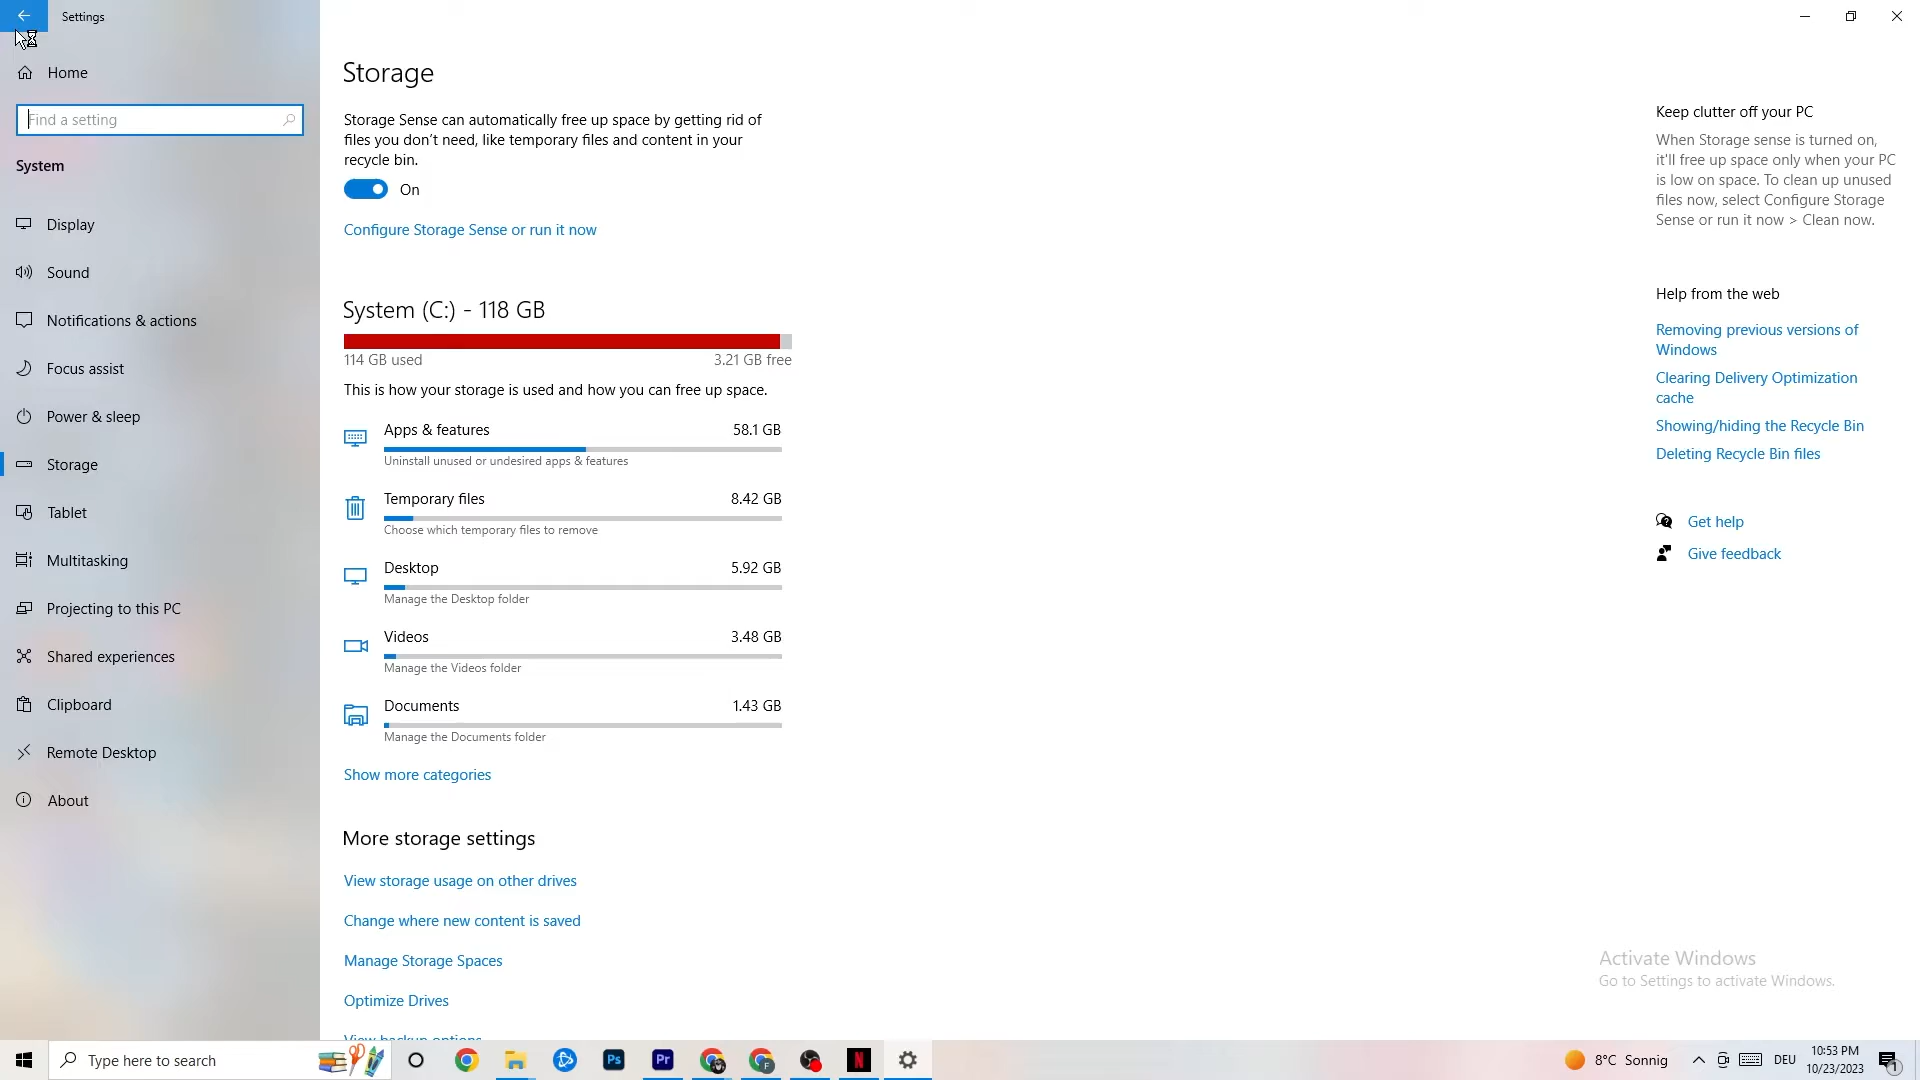 Settings
Home
Find a setting
System
Display
Sound
Notifications & actions
Focus assist
Power & sleep
Storage
Tablet
Multitasking
Projecting to this PC
Shared experiences
Clipboard
Remote Desktop
About
Storage
Storage Sense can automatically free up space by getting rid of
files you don't need, like temporary files and content in your
recycle bin.
On
Configure Storage Sense or run it now
System (C:) - 118 GB
114 GB used 3.21 GB free
This is how your storage is used and how you can free up space.
Apps & features 58.1 GB
Uninstall unused or undesired apps & features
Temporary files 8.42 GB
Choose which temporary files to remove
Desktop 5.92 GB
Manage the Desktop folder
Videos 3.48 GB
Manage the Videos folder
Documents 1.43 GB
Manage the Documents folder
Show more categories
More storage settings
View storage usage on other drives
Change where new content is saved
Manage Storage Spaces
Optimize Drives
View backup options
Keep clutter off your PC
When Storage sense is turned on,
it'll free up space only when your PC
is low on space. To clean up unused
files now, select Configure Storage
Sense or run it now > Clean now.
Help from the web
Removing previous versions of
Windows
Clearing Delivery Optimization
cache
Showing/hiding the Recycle Bin
Deleting Recycle Bin files
Get help
Give feedback
Activate Windows
Go to Settings to activate Windows.
Type here to search
Ps
Pr
F
N
8°C Sonnig
DEU
10:53 PM
10/23/2023
1